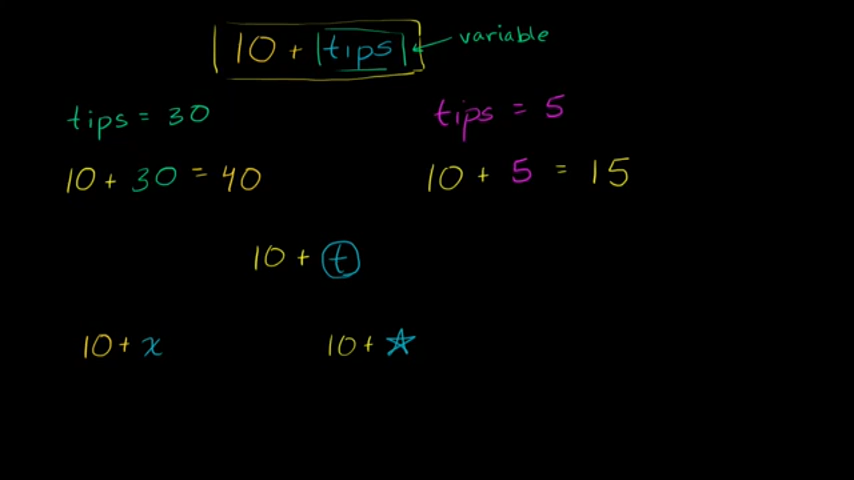 10 + tips ← variable
tips = 30 tips = 5
10 + 30 = 40 10 + 5 = 15
10 + t
10 + x 10 + ☆